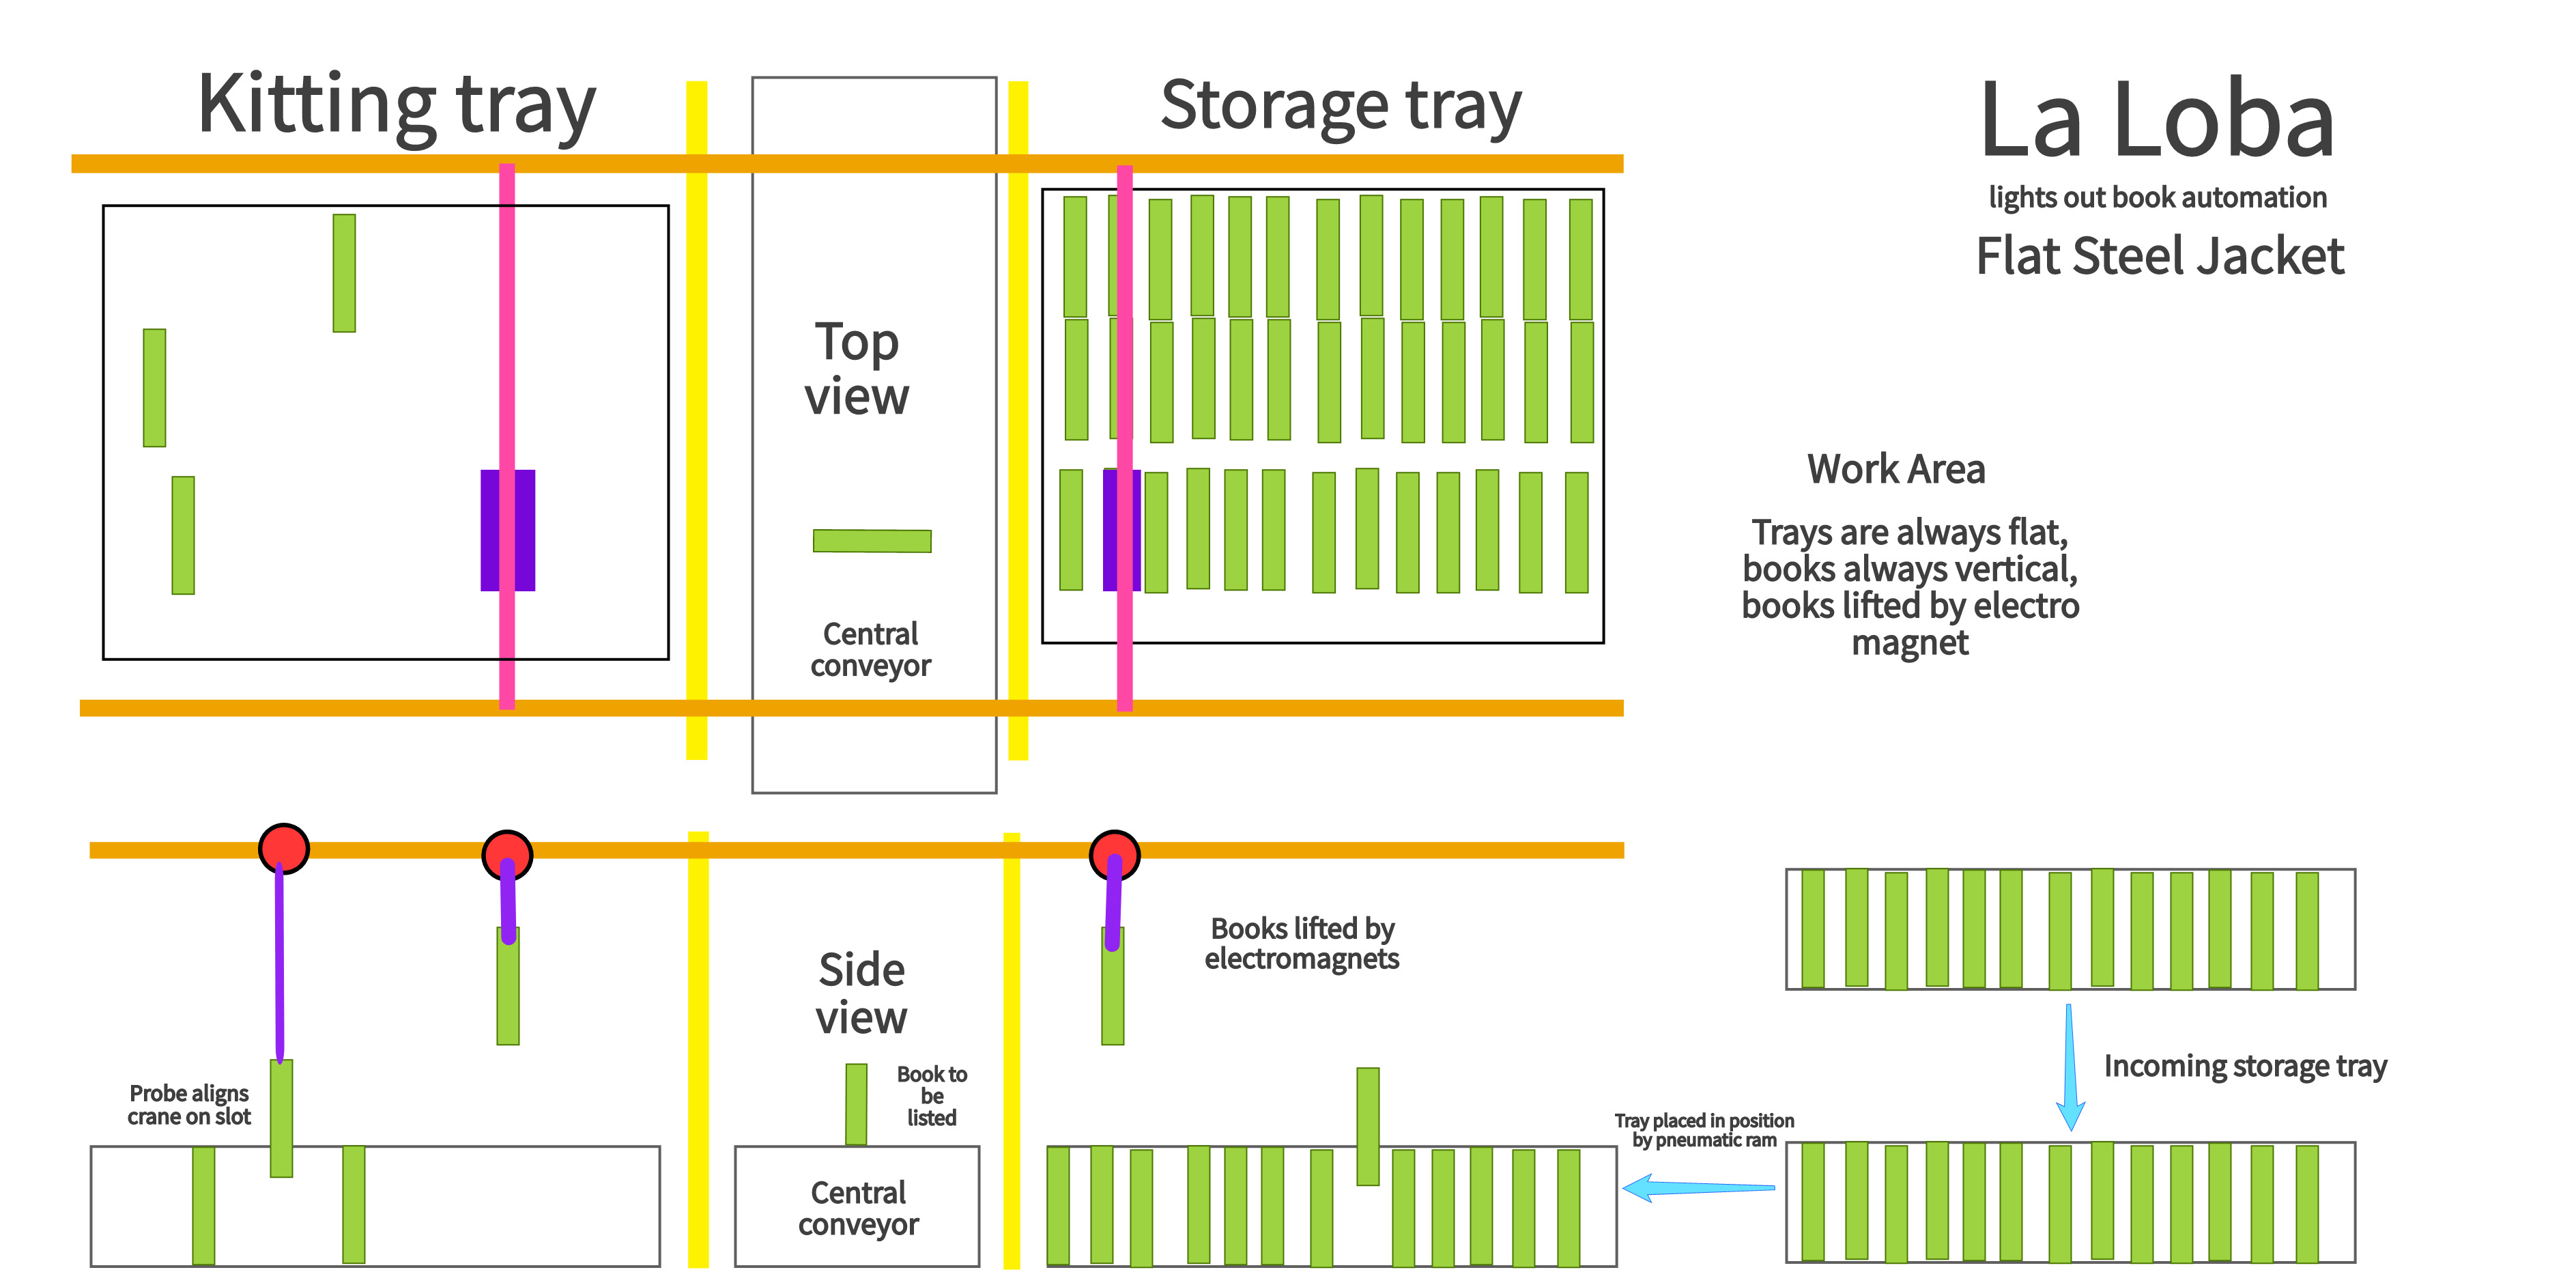 Kitting tray
Storage tray
La Loba
lights out book automation
Flat Steel Jacket
Top
view
Central
conveyor
Work Area
Trays are always flat,
books always vertical,
books lifted by electro
magnet
Side
view
Books lifted by
electromagnets
Probe aligns
crane on slot
Book to
be
listed
Central
conveyor
Incoming storage tray
Tray placed in position
by pneumatic ram